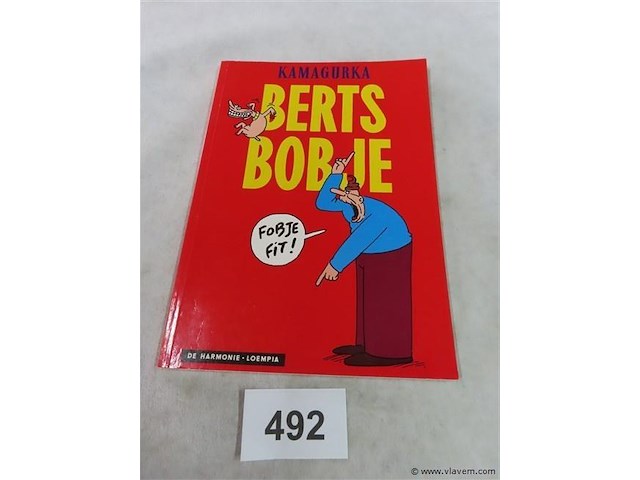 KAMAGURKA
BERTS
BOBJE
FOBJE
FiT!
DE HARMONIE · LOEMPIA
492
© www.vlavem.com